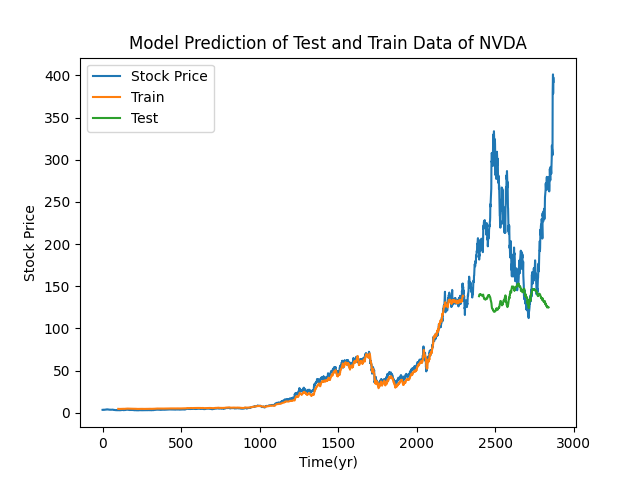 Model Prediction of Test and Train Data of NVDA
Stock Price
Train
Test
400
350
300
250
200
150
100
50
0
Stock Price
0 500 1000 1500 2000 2500 3000
Time(yr)